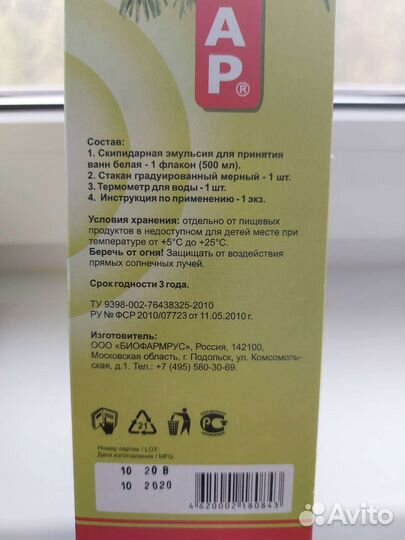 АР®
Состав:
1. Скипидарная эмульсия для принятия
ванн белая - 1 флакон (500 мл).
2. Стакан градуированный мерный - 1 шт.
3. Термометр для воды - 1 шт.
4. Инструкция по применению - 1 экз.
Условия хранения: отдельно от пищевых
продуктов в недоступном для детей месте при
температуре от +5°С до +25°С.
Беречь от огня! Защищать от воздействия
прямых солнечных лучей.
Срок годности 3 года.
ТУ 9398-002-76438325-2010
РУ № ФСР 2010/07723 от 11.05.2010 г.
Изготовитель:
ООО «БИОФАРМРУС», Россия, 142100,
Московская область, г. Подольск, ул. Комсомоль-
ская, д.1. Тел.: +7 (495) 580-30-69.
21
РС
Номер партии / LOT:
Дата изготовления / MFG.
10 20 В
10 2020
4 620002 180843
Avito